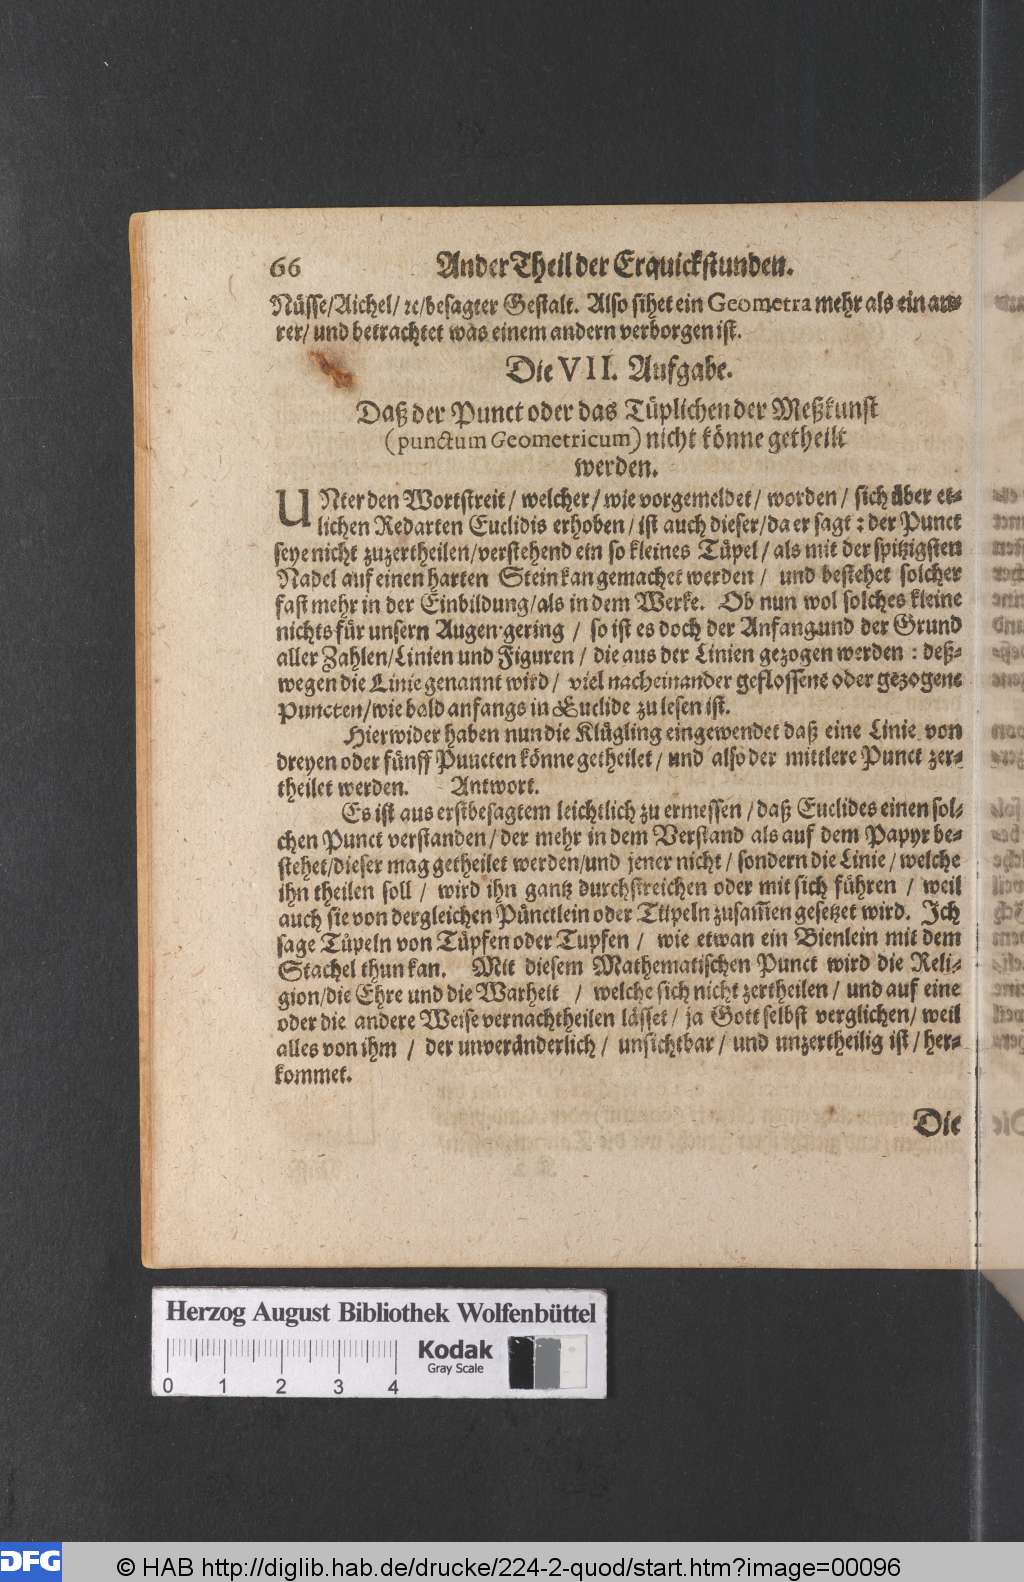 66 Ander Theil der Erquickstunden.
Nüsse/Aichel/ ꝛc/besagter Gestalt. Also sihet ein Geometra mehr als ein an⸗
rer/ und betrachtet was einem andern verborgen ist.
Die VII. Aufgabe.
Daß der Punct oder das Tüplichen der Meßkunst
(punctum Geometricum) nicht könne getheilt
werden.
UNter den Wortstreit/ welcher/ wie vorgemeldet/ worden/ sich über et⸗
lichen Redarten Euclidis erhoben/ ist auch dieser/da er sagt: der Punct
seye nicht zuzertheilen/verstehend ein so kleines Tüpel/ als mit der spitzigsten
Nadel auf einen harten Stein kan gemachet werden/ und bestehet solcher
fast mehr in der Einbildung/als in dem Werke. Ob nun wol solches kleine
nichts für unsern Augen gering / so ist es doch der Anfang und der Grund
aller Zahlen/Linien und Figuren/ die aus der Linien gezogen werden: deß⸗
wegen die Linie genannt wird/ viel nacheinander geflossene oder gezogene
Puncten/wie bald anfangs in Euclide zu lesen ist.
Hierwider haben nun die Klügling eingewendet daß eine Linie von
dreyen oder fünff Puucten könne getheilet/ und also der mittlere Punct zer⸗
theilet werden. Antwort.
Es ist aus erstbesagtem leichtlich zu ermessen/daß Euclides einen sol⸗
chen Punct verstanden/ der mehr in dem Verstand als auf dem Papyr be⸗
stehet/dieser mag getheilet werden/und jener nicht/ sondern die Linie/ welche
ihn theilen soll / wird ihn gantz durchstreichen oder mit sich führen / weil
auch sie von dergleichen Pünctlein oder Tüpeln zusam̃en gesetzet wird. Ich
sage Tüpeln von Tüpfen oder Tupfen / wie etwan ein Bienlein mit dem
Stachel thun kan. Mit diesem Mathematischen Punct wird die Reli⸗
gion/die Ehre und die Warheit / welche sich nicht zertheilen/ und auf eine
oder die andere Weise vernachtheilen lässet/ ja Gott selbst verglichen/ weil
alles von ihm / der unveränderlich/ unsichtbar/ und unzertheilig ist/ her⸗
kommet.
Die
Herzog August Bibliothek Wolfenbüttel
Kodak
Gray Scale
0 1 2 3 4
DFG © HAB http://diglib.hab.de/drucke/224-2-quod/start.htm?image=00096